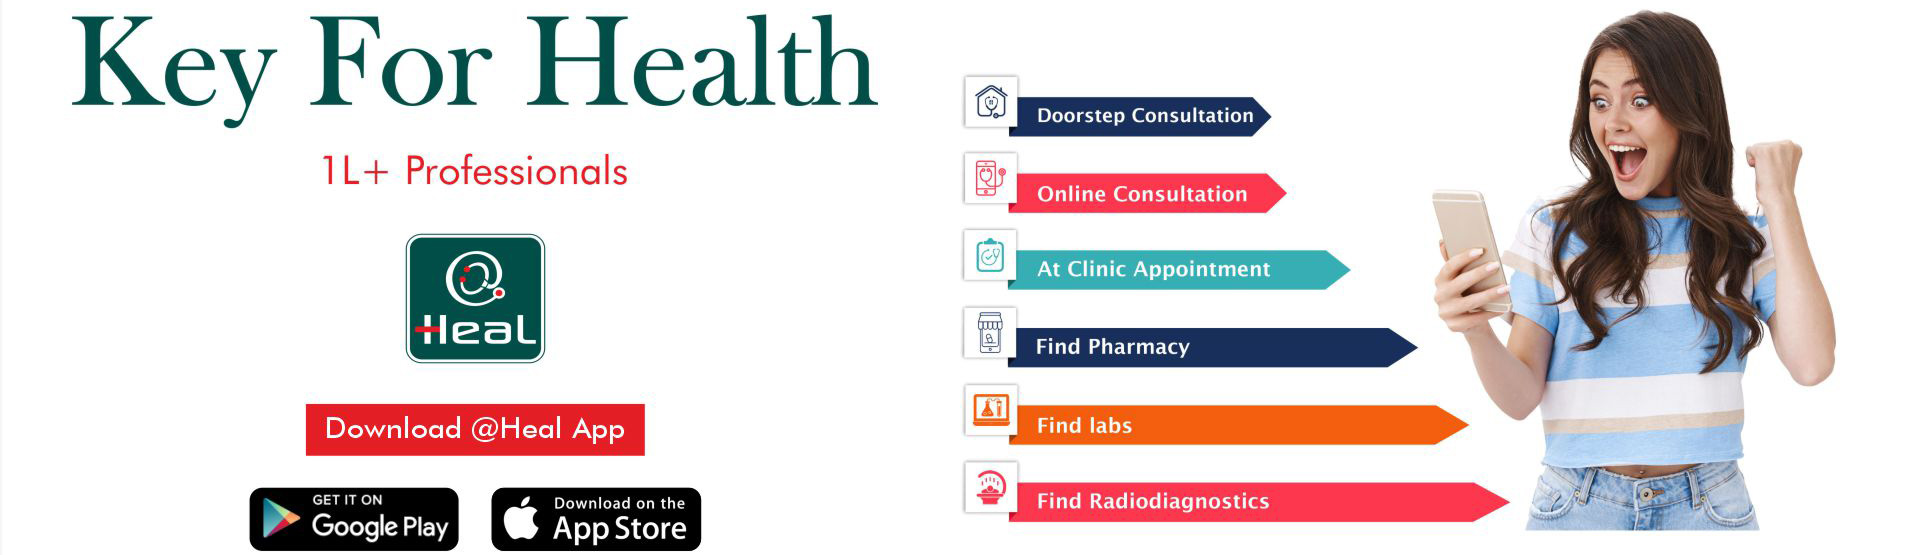 Key For Health
1L+ Professionals
@
Heal
Download @Heal App
GET IT ON
Google Play
Download on the
App Store
Doorstep Consultation
Online Consultation
At Clinic Appointment
Find Pharmacy
Find labs
Find Radiodiagnostics